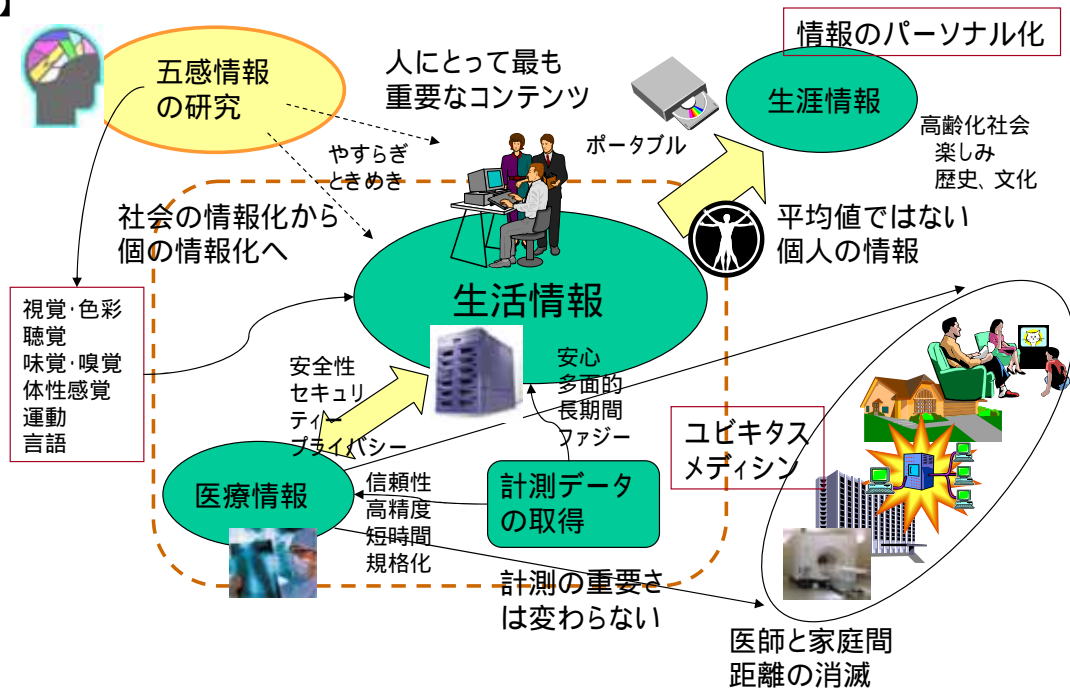 】
情報のパーソナル化
五感情報
の研究
人にとって最も
重要なコンテンツ
生涯情報
ポータブル
高齢化社会
楽しみ
歴史、文化
やすらぎ
ときめき
社会の情報化から
個の情報化へ
平均値ではない
個人の情報
生活情報
視覚・色彩
聴覚
味覚・嗅覚
体性感覚
運動
言語
安全性
セキュリ
ティー
プライバシー
安心
多面的
長期間
ファジー
ユビキタス
メディシン
医療情報
信頼性
高精度
短時間
規格化
計測データ
の取得
計測の重要さ
は変わらない
医師と家庭間
距離の消滅